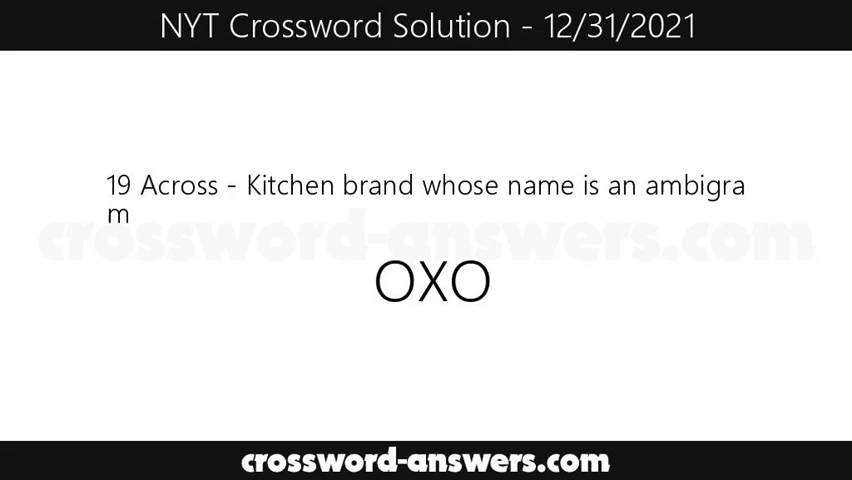 NYT Crossword Solution - 12/31/2021
19 Across - Kitchen brand whose name is an ambigra
m
crossword-answers.com
OXO
crossword-answers.com